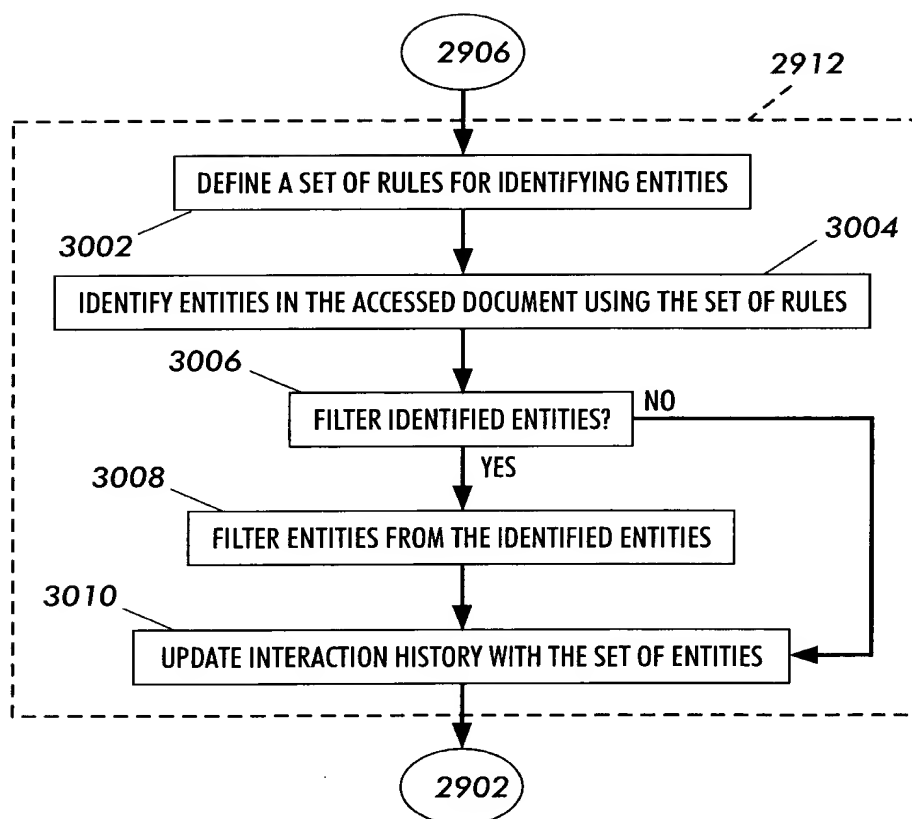 2906
2912
DEFINE A SET OF RULES FOR IDENTIFYING ENTITIES
3002
3004
IDENTIFY ENTITIES IN THE ACCESSED DOCUMENT USING THE SET OF RULES
3006
FILTER IDENTIFIED ENTITIES?
NO
YES
3008
FILTER ENTITIES FROM THE IDENTIFIED ENTITIES
3010
UPDATE INTERACTION HISTORY WITH THE SET OF ENTITIES
2902